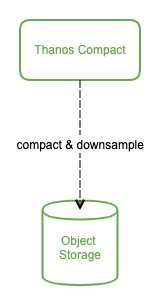 Thanos Compact
compact & downsample
Object
Storage